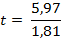 t = 5,97 / 1,81